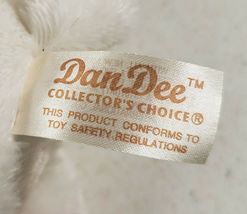 Dan Dee™
COLLECTOR'S CHOICE®
THIS PRODUCT CONFORMS TO
TOY SAFETY REGULATIONS